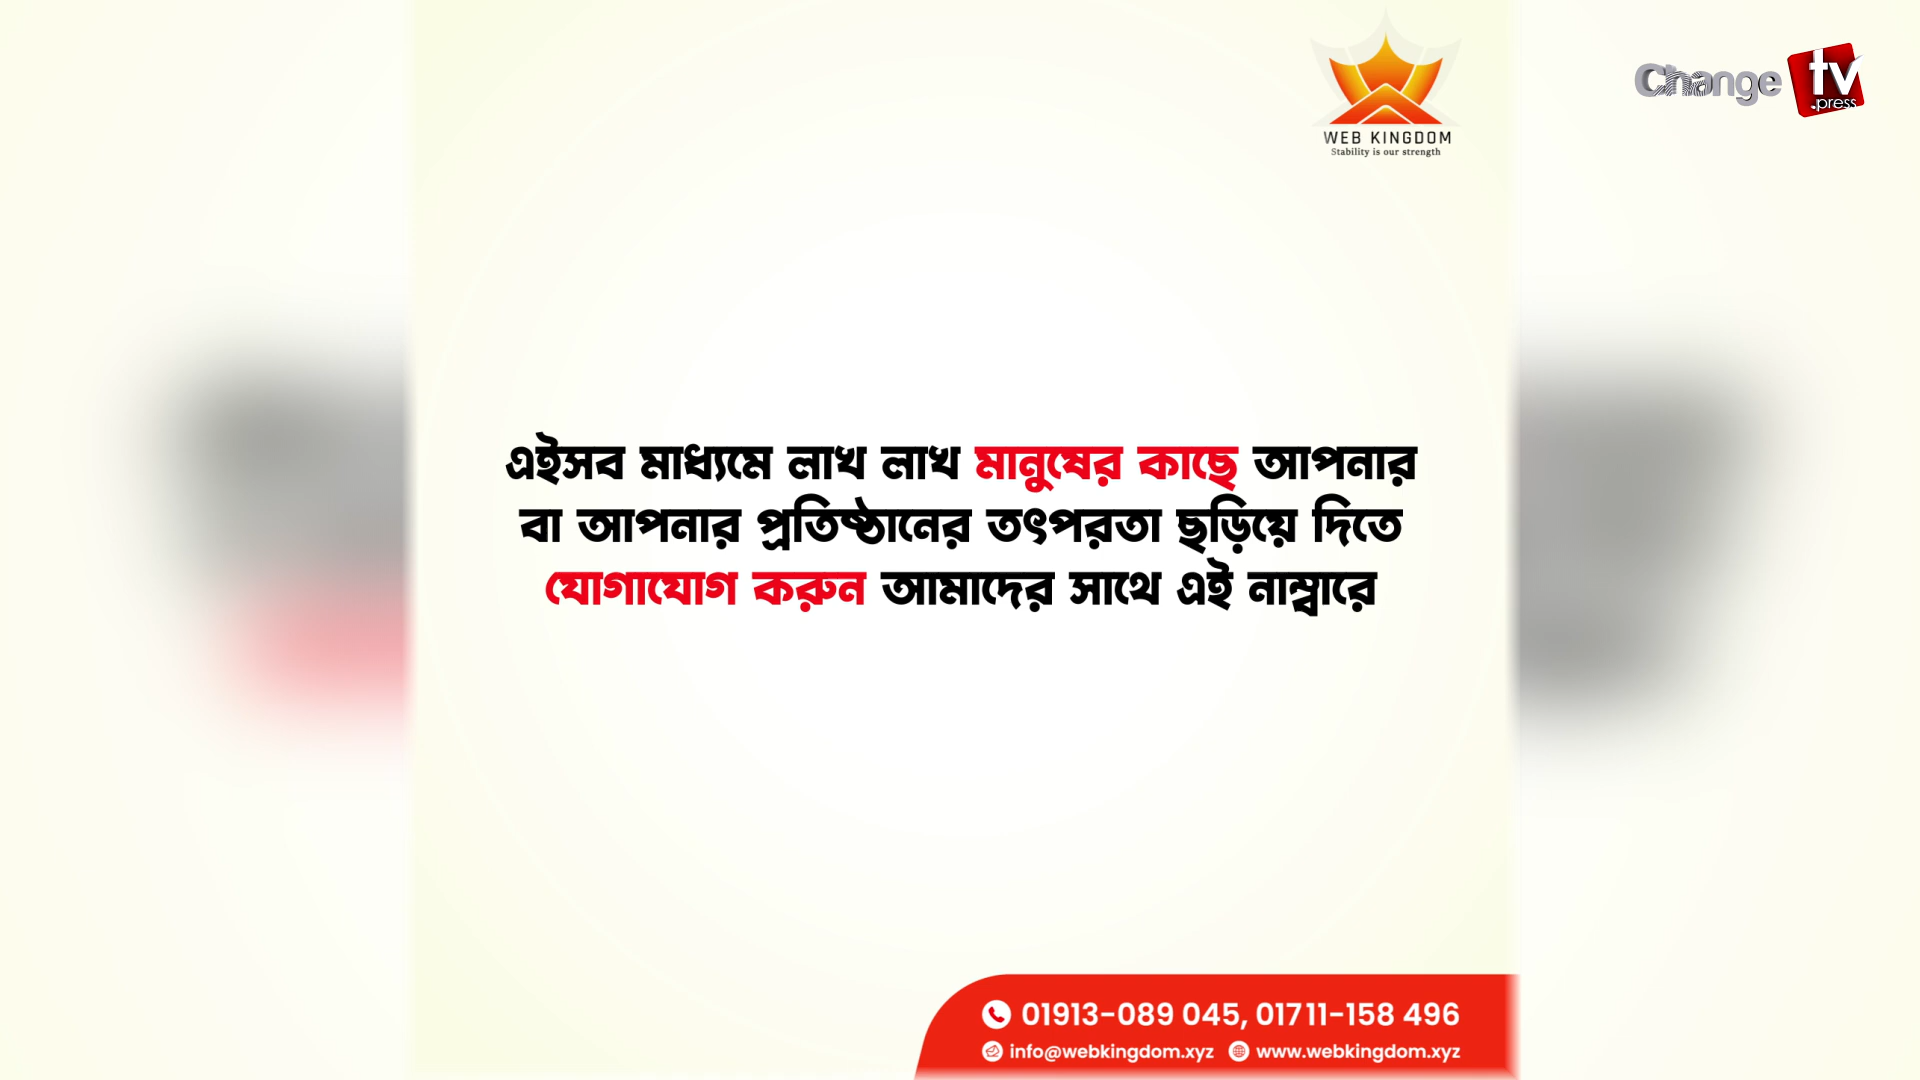 WEB KINGDOM
Stability is our strength
Change tv
.press
এইসব মাধ্যমে লাখ লাখ মানুষের কাছে আপনার
বা আপনার প্রতিষ্ঠানের তৎপরতা ছড়িয়ে দিতে
যোগাযোগ করুন আমাদের সাথে এই নাম্বারে
01913-089 045, 01711-158 496
info@webkingdom.xyz www.webkingdom.xyz